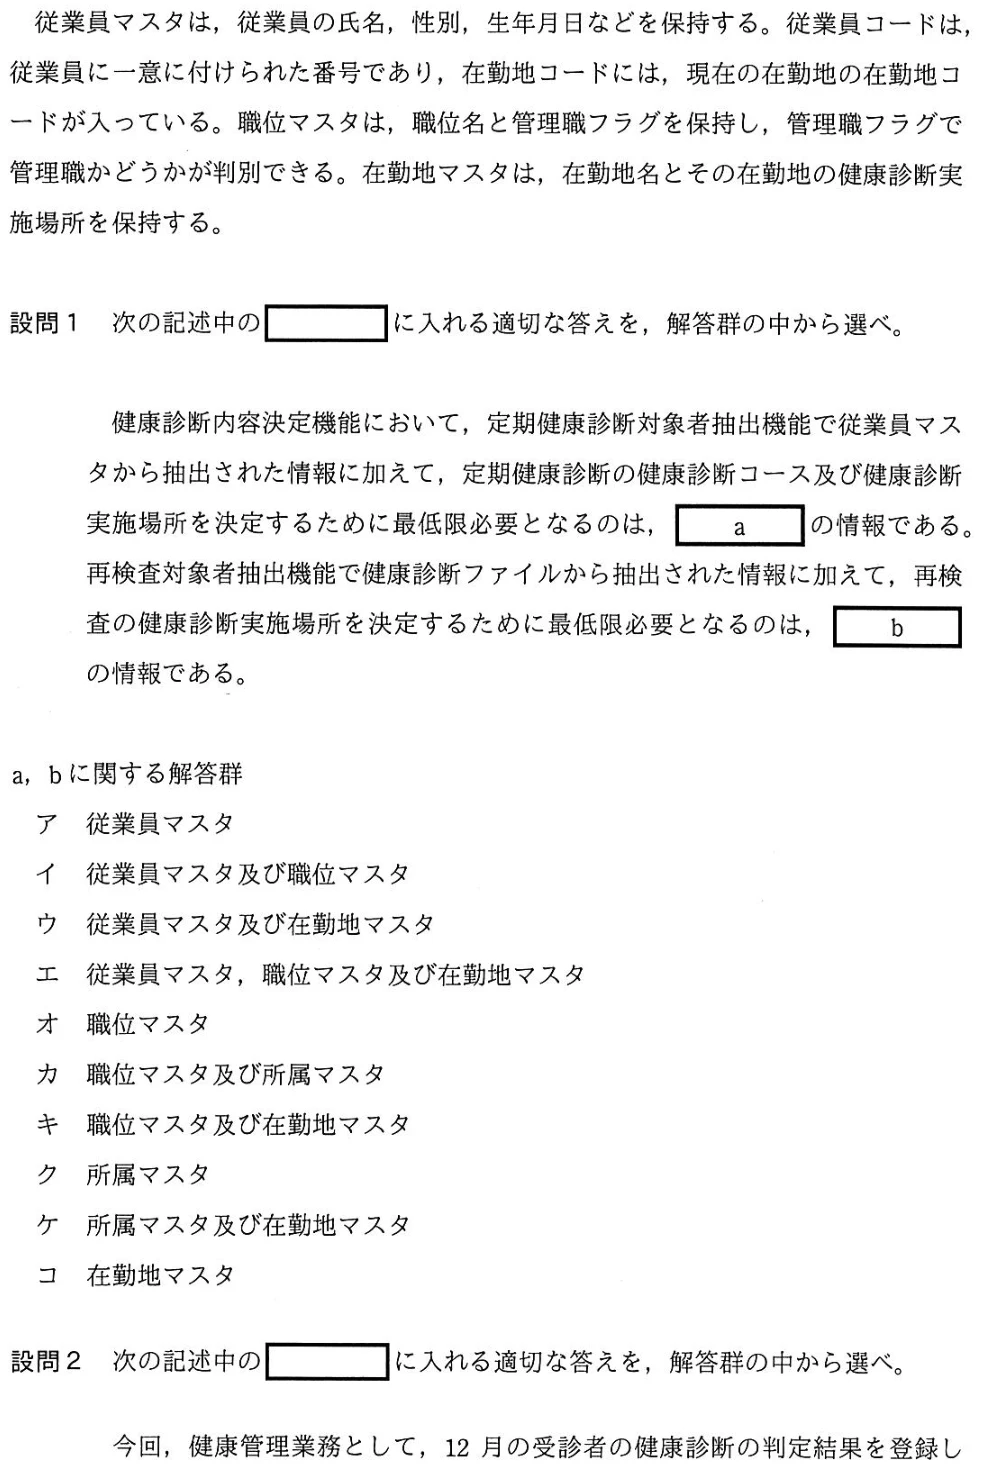 従業員マスタは，従業員の氏名，性別，生年月日などを保持する。従業員コードは，
従業員に一意に付けられた番号であり，在勤地コードには，現在の在勤地の在勤地コ
ードが入っている。職位マスタは，職位名と管理職フラグを保持し，管理職フラグで
管理職かどうかが判別できる。在勤地マスタは，在勤地名とその在勤地の健康診断実
施場所を保持する。
設問1　次の記述中の　　　　に入れる適切な答えを，解答群の中から選べ。
健康診断内容決定機能において，定期健康診断対象者抽出機能で従業員マス
タから抽出された情報に加えて，定期健康診断の健康診断コース及び健康診断
実施場所を決定するために最低限必要となるのは，　a　の情報である。
再検査対象者抽出機能で健康診断ファイルから抽出された情報に加えて，再検
査の健康診断実施場所を決定するために最低限必要となるのは，　b
の情報である。
a，bに関する解答群
ア　従業員マスタ
イ　従業員マスタ及び職位マスタ
ウ　従業員マスタ及び在勤地マスタ
エ　従業員マスタ，職位マスタ及び在勤地マスタ
オ　職位マスタ
カ　職位マスタ及び所属マスタ
キ　職位マスタ及び在勤地マスタ
ク　所属マスタ
ケ　所属マスタ及び在勤地マスタ
コ　在勤地マスタ
設問2　次の記述中の　　　　に入れる適切な答えを，解答群の中から選べ。
今回，健康管理業務として，12月の受診者の健康診断の判定結果を登録し